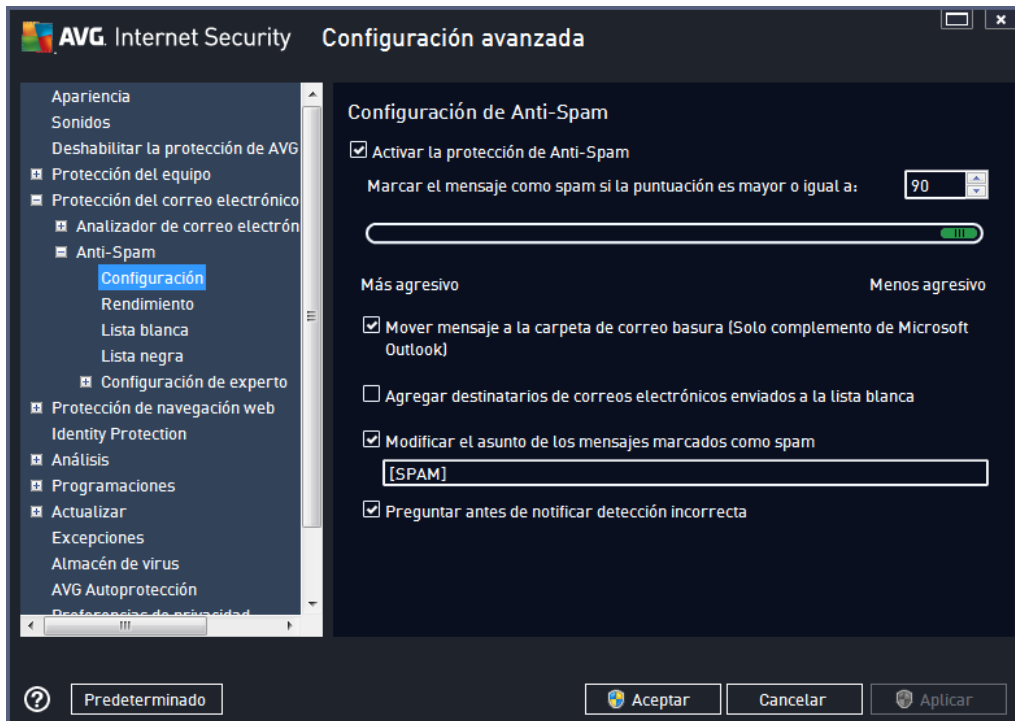 AVG. Internet Security
Configuración avanzada
Apariencia
Sonidos
Deshabilitar la protección de AVG
Protección del equipo
Protección del correo electrónico
Analizador de correo electrón
Anti-Spam
Configuración
Rendimiento
Lista blanca
Lista negra
Configuración de experto
Protección de navegación web
Identity Protection
Análisis
Programaciones
Actualizar
Excepciones
Almacén de virus
AVG Autoprotección
Preferencias de privacidad
Configuración de Anti-Spam
Activar la protección de Anti-Spam
Marcar el mensaje como spam si la puntuación es mayor o igual a:
90
Más agresivo
Menos agresivo
Mover mensaje a la carpeta de correo basura (Solo complemento de Microsoft
Outlook)
Agregar destinatarios de correos electrónicos enviados a la lista blanca
Modificar el asunto de los mensajes marcados como spam
[SPAM]
Preguntar antes de notificar detección incorrecta
Predeterminado
Aceptar
Cancelar
Aplicar